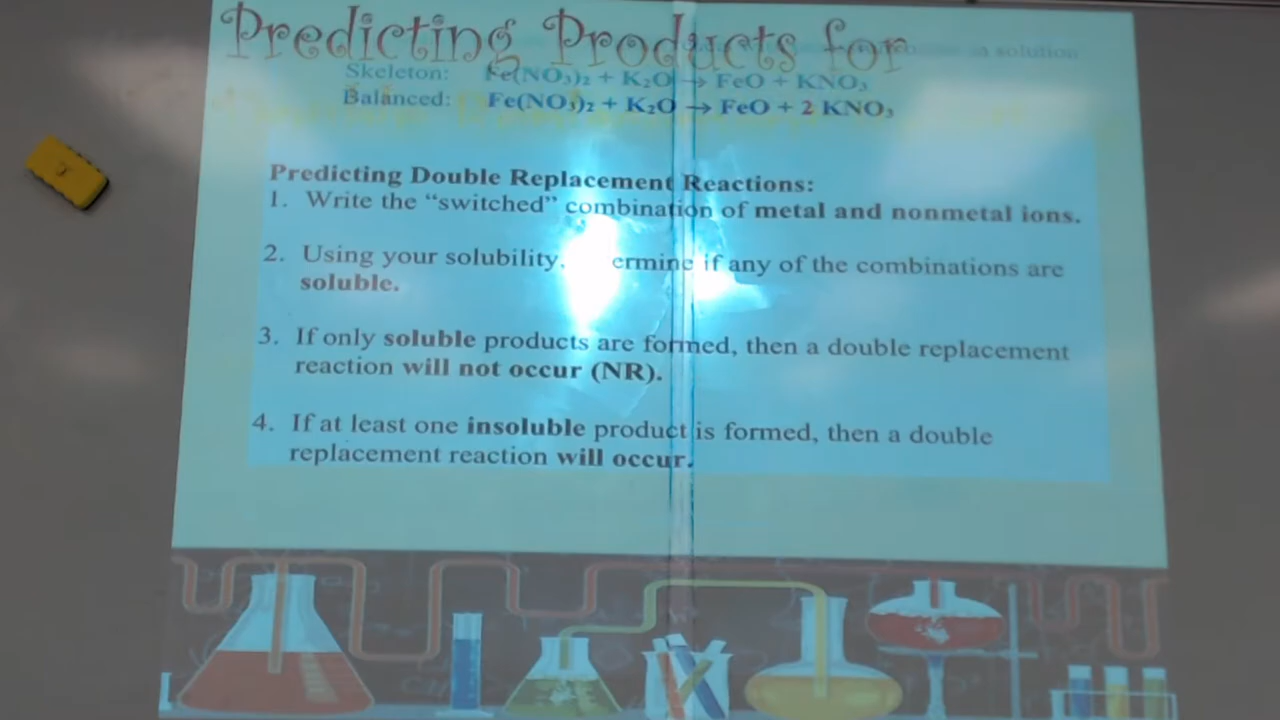 Predicting Products for
solution
Skeleton: Fe(NO₃)₂ + K₂O → FeO + KNO₃
Balanced: Fe(NO₃)₂ + K₂O → FeO + 2 KNO₃
Predicting Double Replacement Reactions:
1. Write the “switched” combination of metal and nonmetal ions.
2. Using your solubility, ermine if any of the combinations are
soluble.
3. If only soluble products are formed, then a double replacement
reaction will not occur (NR).
4. If at least one insoluble product is formed, then a double
replacement reaction will occur.